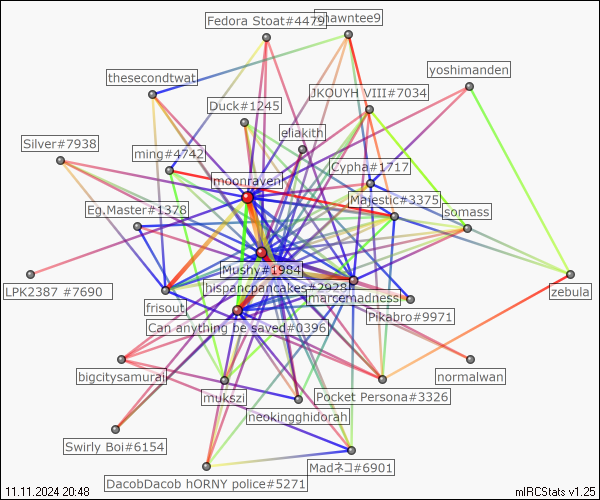 Fedora Stoat#4479
shawntee9
thesecondtwat
yoshimanden
JKOUYH VIII#7034
Duck#1245
eliakith
Silver#7938
ming#4742
Cypha#1717
moonraven
Majestic#3375
Eg.Master#1378
somass
Mushy#1984
LPK2387 #7690
hispancpancakes#2928
zebula
marcemadness
frisout
Pikabro#9971
Can anything be saved#0396
bigcitysamurai
normalwan
mukszi
Pocket Persona#3326
neokingghidorah
Swirly Boi#6154
Madネコ#6901
DacobDacob hORNY police#5271
11.11.2024 20:48
mIRCStats v1.25